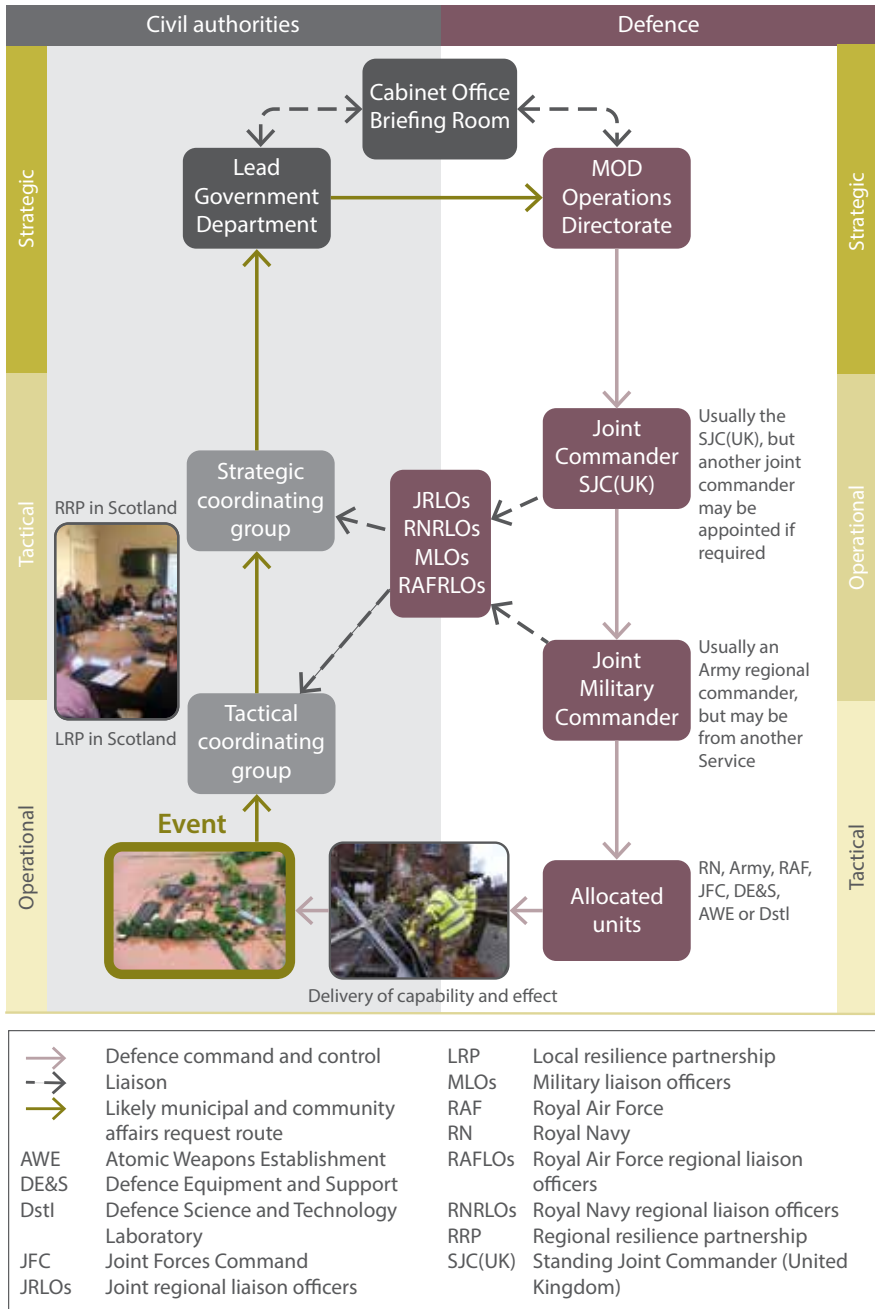 Civil authorities
Defence
Strategic
Tactical
Operational
Strategic
Operational
Tactical
Cabinet Office
Briefing Room
Lead
Government
Department
MOD
Operations
Directorate
Joint
Commander
SJC(UK)
Usually the
SJC(UK), but
another joint
commander
may be
appointed if
required
Strategic
coordinating
group
JRLOs
RNRLOs
MLOs
RAFRLOs
RRP in Scotland
LRP in Scotland
Joint
Military
Commander
Usually an
Army regional
commander,
but may be
from another
Service
Tactical
coordinating
group
Event
Allocated
units
RN, Army, RAF,
JFC, DE&S,
AWE or Dstl
Delivery of capability and effect
Defence command and control
Liaison
Likely municipal and community
affairs request route
AWE Atomic Weapons Establishment
DE&S Defence Equipment and Support
Dstl Defence Science and Technology
Laboratory
JFC Joint Forces Command
JRLOs Joint regional liaison officers
LRP Local resilience partnership
MLOs Military liaison officers
RAF Royal Air Force
RN Royal Navy
RAFLOs Royal Air Force regional liaison
officers
RNRLOs Royal Navy regional liaison officers
RRP Regional resilience partnership
SJC(UK) Standing Joint Commander (United
Kingdom)